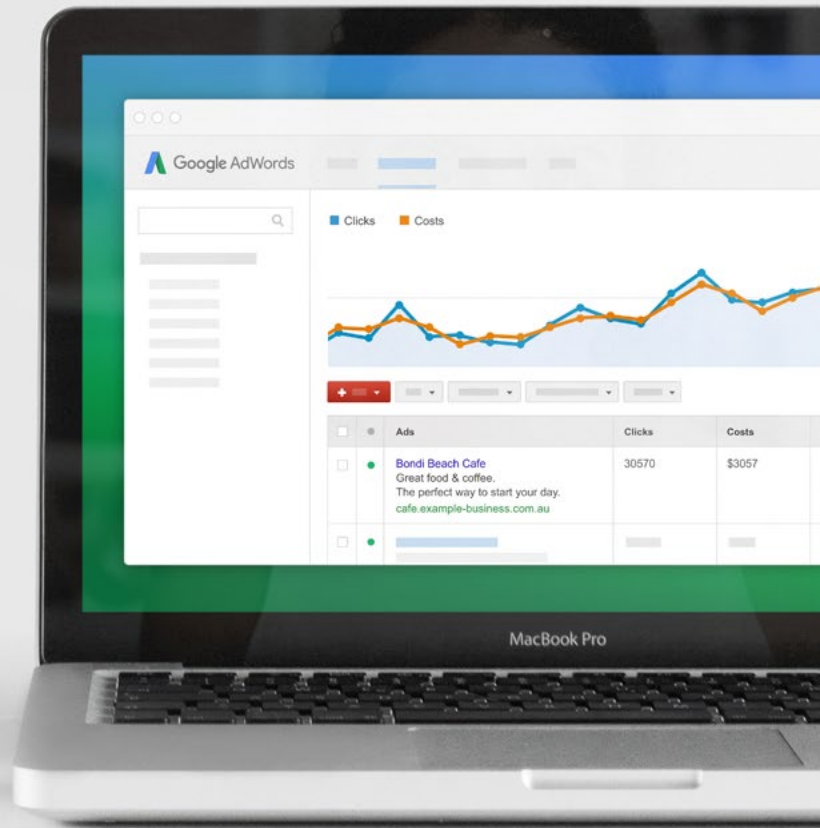 Google AdWords
Clicks Costs
Ads Clicks Costs
Bondi Beach Cafe 30570 $3057
Great food & coffee.
The perfect way to start your day.
cafe.example-business.com.au
MacBook Pro